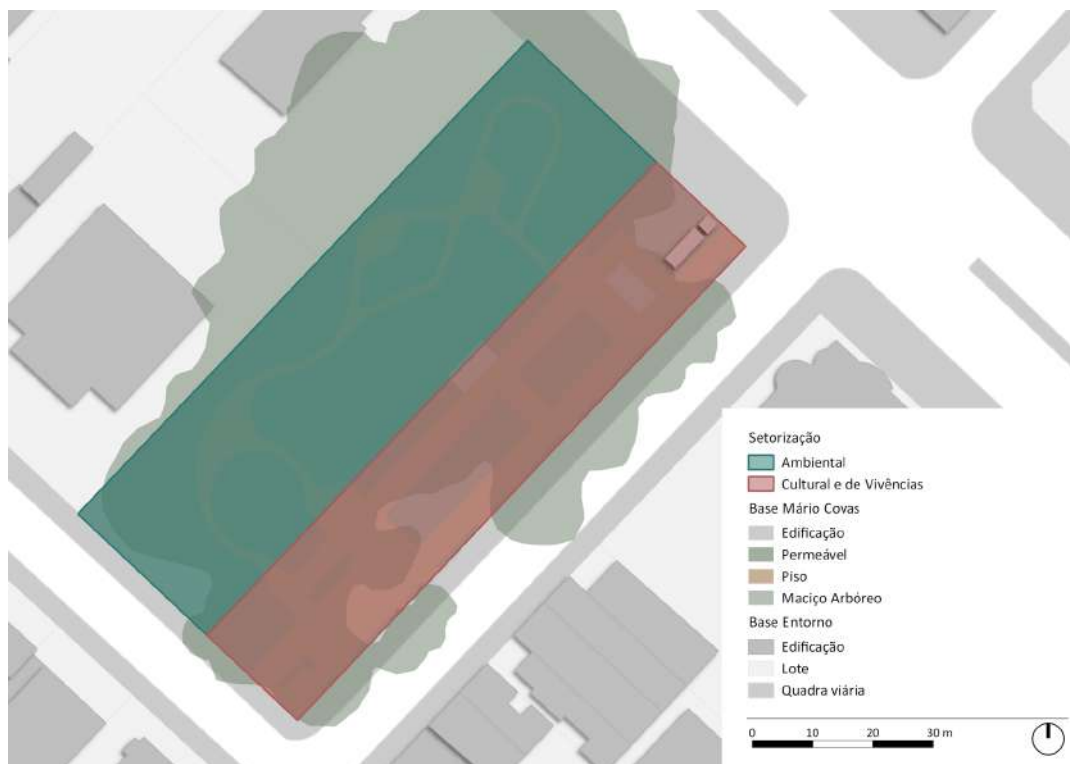 Setorização
Ambiental
Cultural e de Vivências
Base Mário Covas
Edificação
Permeável
Piso
Maciço Arbóreo
Base Entorno
Edificação
Lote
Quadra viária
0 10 20 30 m